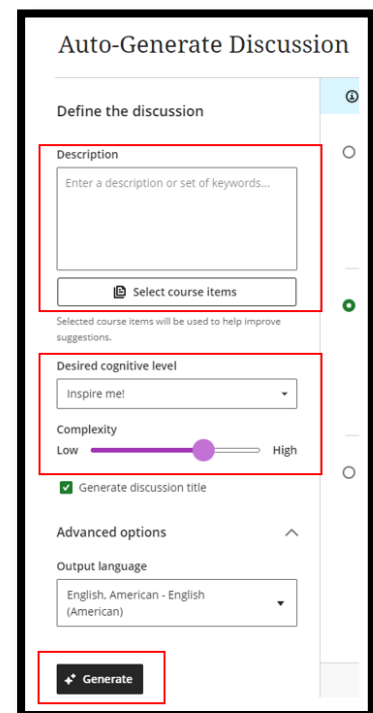 Auto-Generate Discussion
Define the discussion
Description
Enter a description or set of keywords...
Select course items
Selected course items will be used to help improve
suggestions.
Desired cognitive level
Inspire me!
Complexity
Low High
Generate discussion title
Advanced options
Output language
English, American - English
(American)
Generate